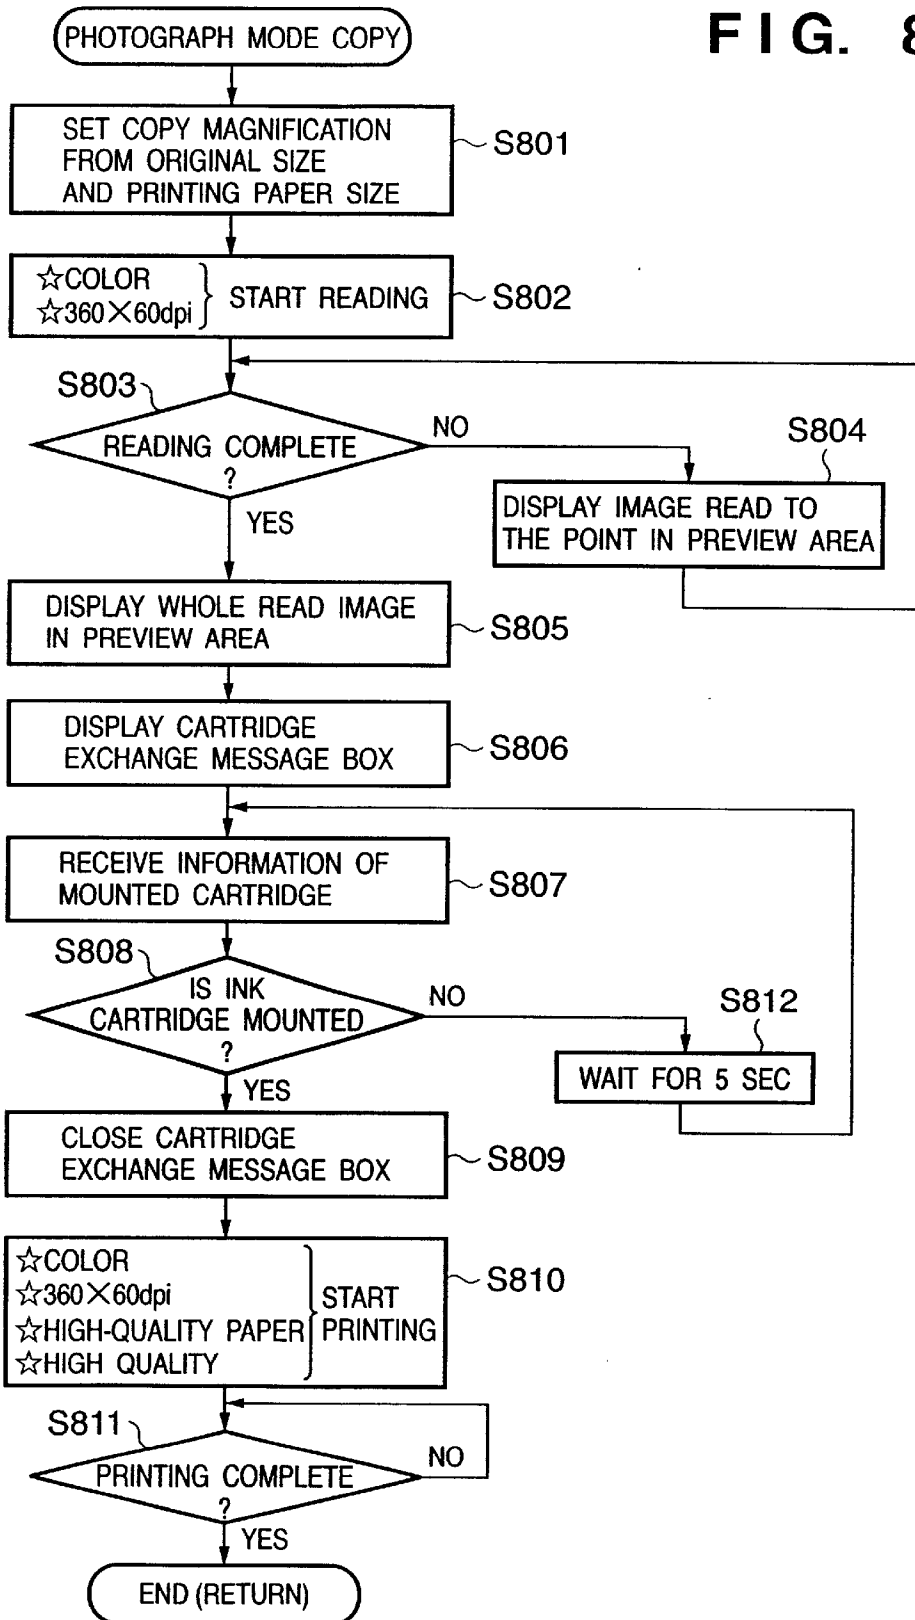 PHOTOGRAPH MODE COPY
FIG. 8
SET COPY MAGNIFICATION
FROM ORIGINAL SIZE
AND PRINTING PAPER SIZE
S801
☆COLOR
☆360×60dpi
START READING
S802
S803
READING COMPLETE
?
NO
YES
S804
DISPLAY IMAGE READ TO
THE POINT IN PREVIEW AREA
DISPLAY WHOLE READ IMAGE
IN PREVIEW AREA
S805
DISPLAY CARTRIDGE
EXCHANGE MESSAGE BOX
S806
RECEIVE INFORMATION OF
MOUNTED CARTRIDGE
S807
S808
IS INK
CARTRIDGE MOUNTED
?
NO
YES
S812
WAIT FOR 5 SEC
CLOSE CARTRIDGE
EXCHANGE MESSAGE BOX
S809
☆COLOR
☆360×60dpi
☆HIGH-QUALITY PAPER
☆HIGH QUALITY
START
PRINTING
S810
S811
PRINTING COMPLETE
?
NO
YES
END (RETURN)